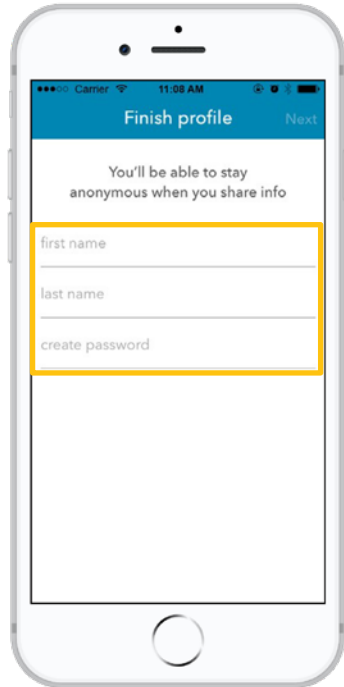 Carrier 11:08 AM
Finish profile Next
You'll be able to stay
anonymous when you share info
first name
last name
create password